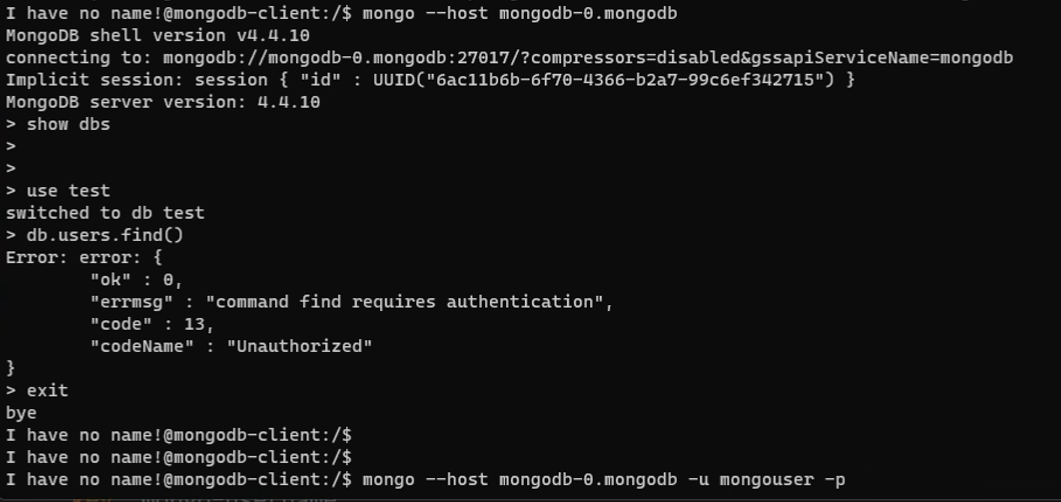 I have no name!@mongodb-client:/$ mongo --host mongodb-0.mongodb
MongoDB shell version v4.4.10
connecting to: mongodb://mongodb-0.mongodb:27017/?compressors=disabled&gssapiServiceName=mongodb
Implicit session: session { "id" : UUID("6ac11b6b-6f70-4366-b2a7-99c6ef342715") }
MongoDB server version: 4.4.10
> show dbs
>
>
> use test
switched to db test
> db.users.find()
Error: error: {
        "ok" : 0,
        "errmsg" : "command find requires authentication",
        "code" : 13,
        "codeName" : "Unauthorized"
}
> exit
bye
I have no name!@mongodb-client:/$
I have no name!@mongodb-client:/$
I have no name!@mongodb-client:/$ mongo --host mongodb-0.mongodb -u mongouser -p